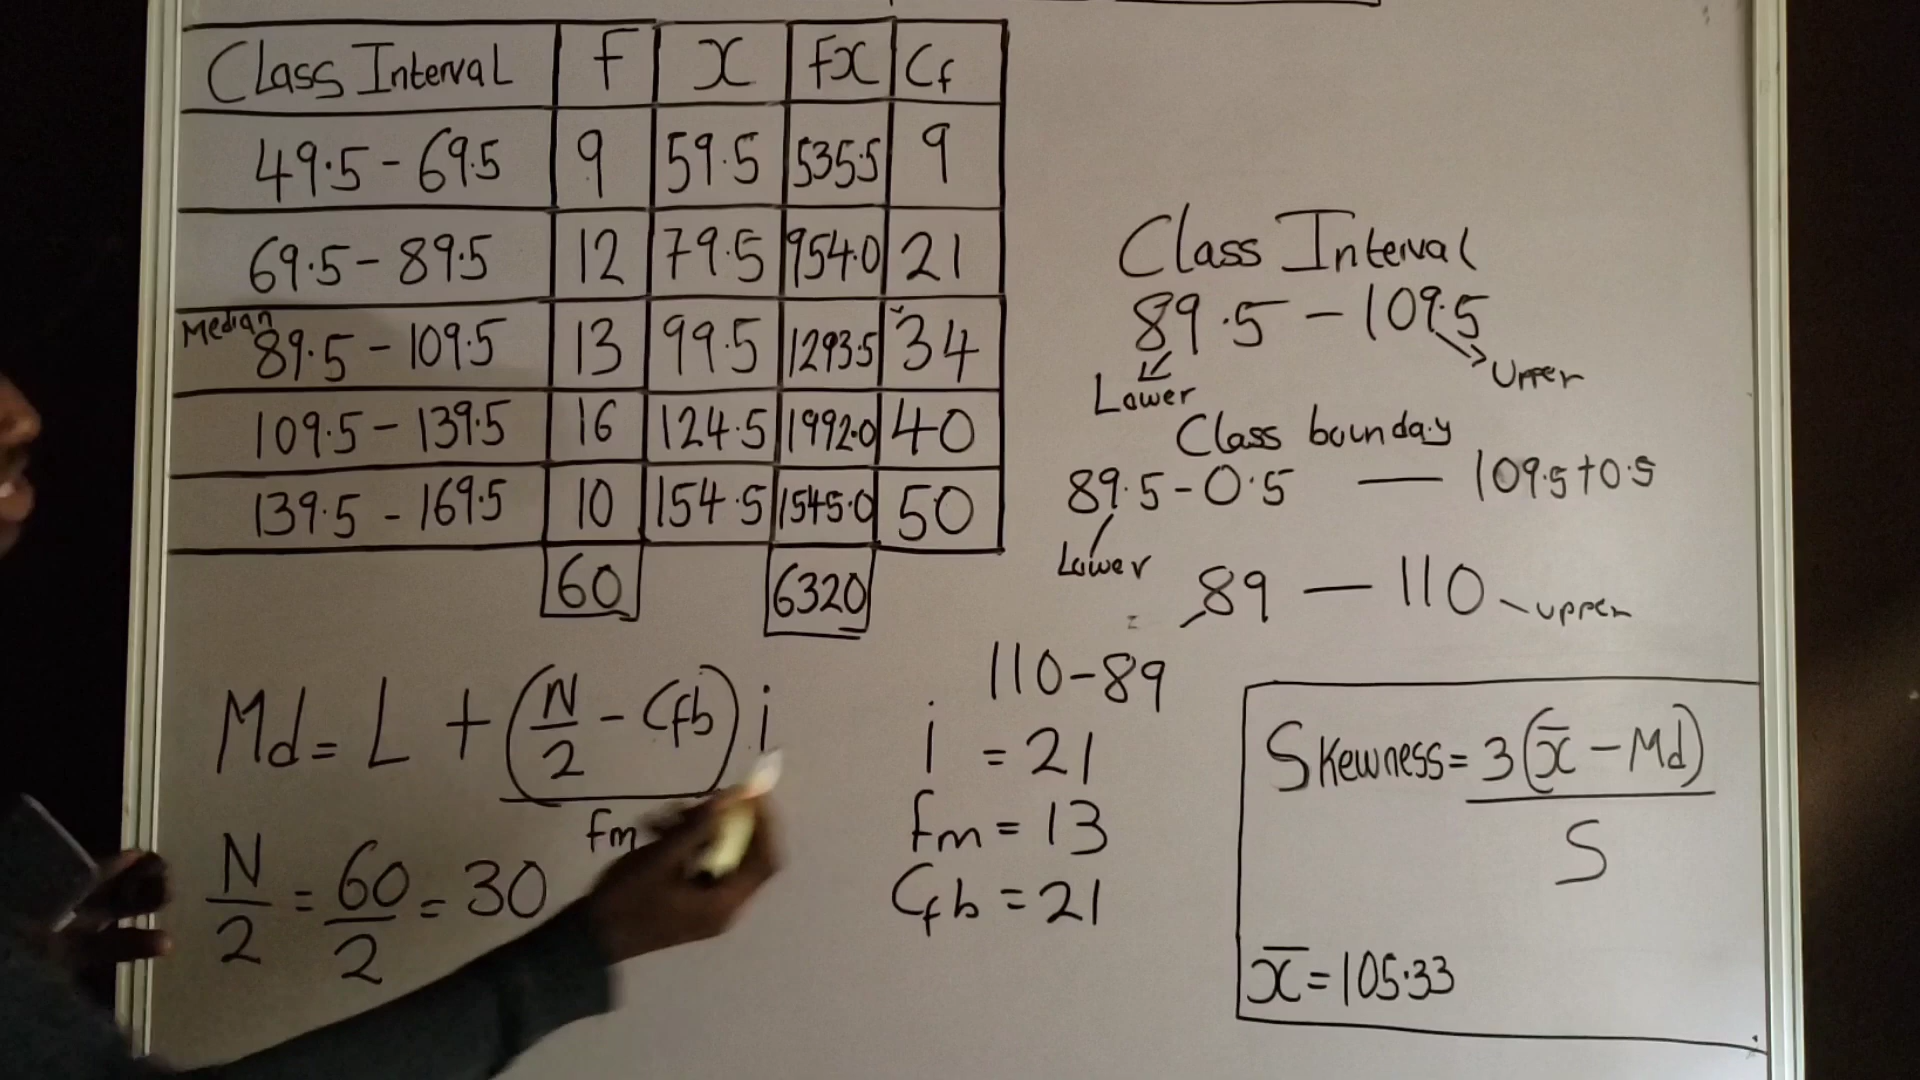 Class Interval F x Fx Cf
49.5 - 69.5 9 59.5 535.5 9
69.5 - 89.5 12 79.5 954.0 21
Median
89.5 - 109.5 13 99.5 1293.5 34
109.5 - 139.5 16 124.5 1992.0 40
139.5 - 169.5 10 154.5 1545.0 50
60 6320
Md = L + (N/2 - Cfb) i
Fm
N/2 = 60/2 = 30
Class Interval
89.5 - 109.5
Lower
Upper
Class bounday
89.5 - 0.5 — 109.5 + 0.5
Lower
89 — 110
upper
110 - 89
i = 21
Fm = 13
Cfb = 21
Skewness = 3(x̄ - Md)
S
x̄ = 105.33